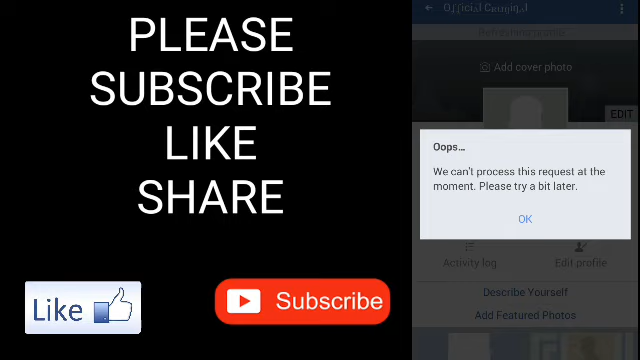 PLEASE
SUBSCRIBE
LIKE
SHARE
Like
Subscribe
Official
Add cover photo
EDIT
Oops...
We can't process this request at the
moment. Please try a bit later.
OK
Activity log
Edit profile
Describe Yourself
Add Featured Photos